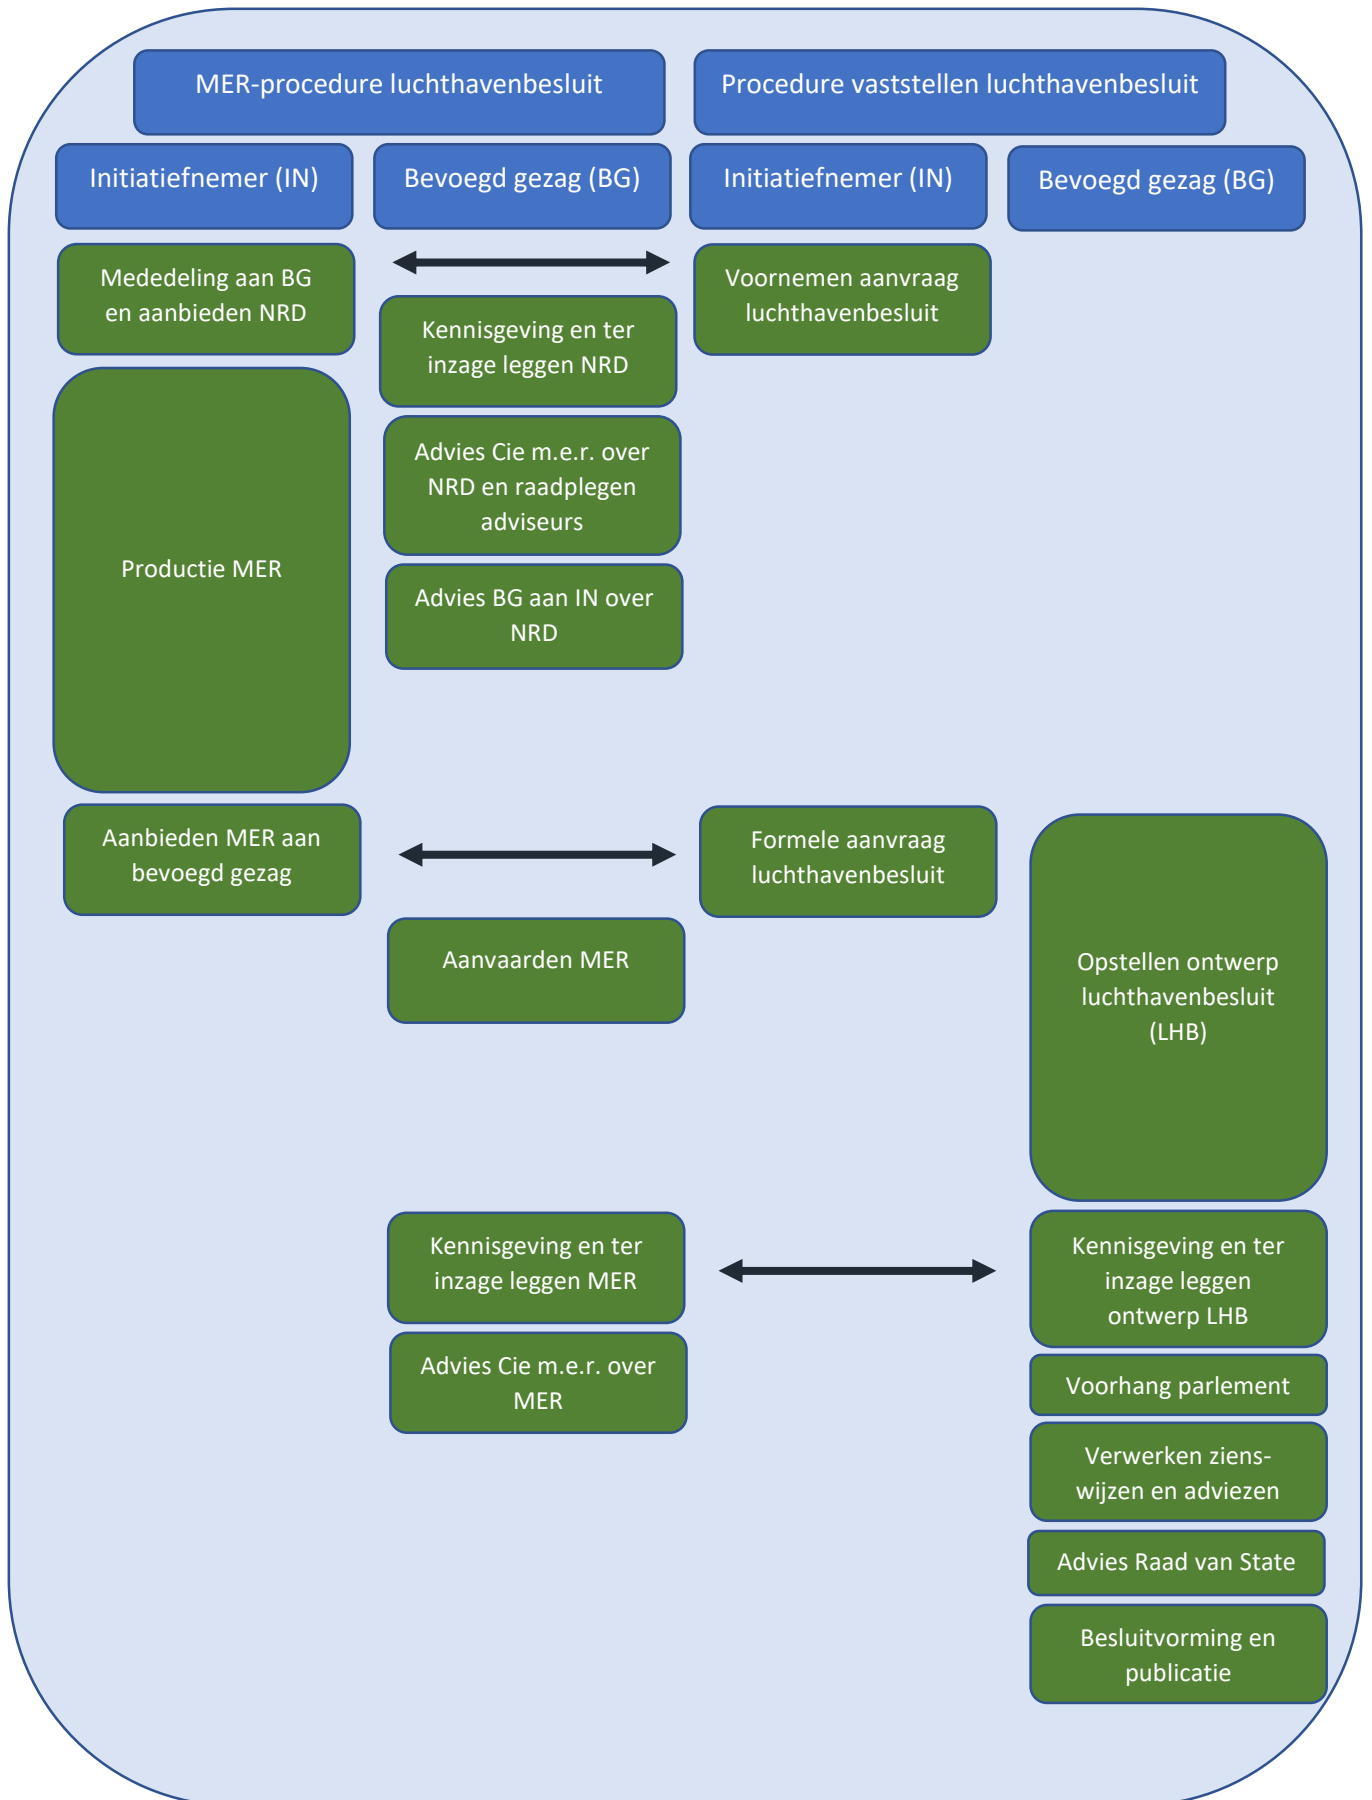 MER-procedure luchthavenbesluit
Procedure vaststellen luchthavenbesluit
Initiatiefnemer (IN)
Bevoegd gezag (BG)
Initiatiefnemer (IN)
Bevoegd gezag (BG)
Mededeling aan BG
en aanbieden NRD
Voornemen aanvraag
luchthavenbesluit
Kennisgeving en ter
inzage leggen NRD
Advies Cie m.e.r. over
NRD en raadplegen
adviseurs
Productie MER
Advies BG aan IN over
NRD
Aanbieden MER aan
bevoegd gezag
Formele aanvraag
luchthavenbesluit
Aanvaarden MER
Opstellen ontwerp
luchthavenbesluit
(LHB)
Kennisgeving en ter
inzage leggen MER
Kennisgeving en ter
inzage leggen
ontwerp LHB
Advies Cie m.e.r. over
MER
Voorhang parlement
Verwerken ziens-
wijzen en adviezen
Advies Raad van State
Besluitvorming en
publicatie